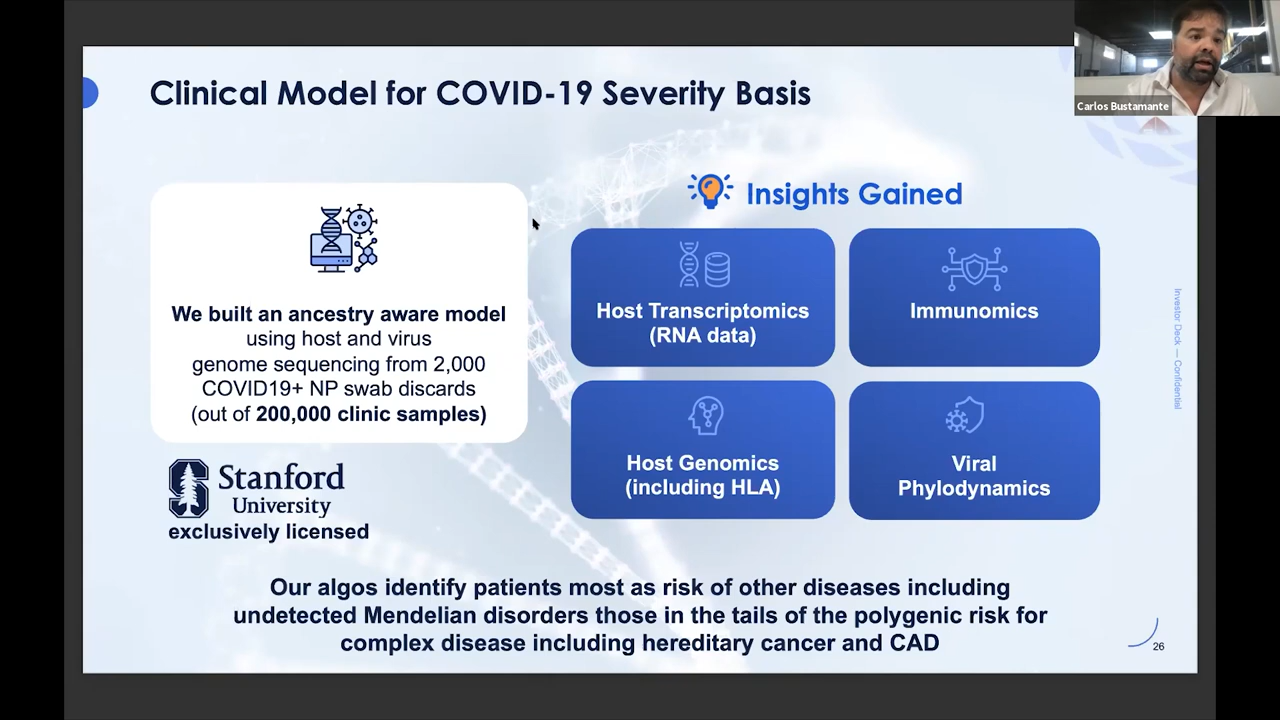 Clinical Model for COVID-19 Severity Basis
Carlos Bustamante
We built an ancestry aware model
using host and virus
genome sequencing from 2,000
COVID19+ NP swab discards
(out of 200,000 clinic samples)
Stanford
University
exclusively licensed
Insights Gained
Host Transcriptomics
(RNA data)
Immunomics
Host Genomics
(including HLA)
Viral
Phylodynamics
Investor Deck — Confidential
Our algos identify patients most as risk of other diseases including
undetected Mendelian disorders those in the tails of the polygenic risk for
complex disease including hereditary cancer and CAD
26